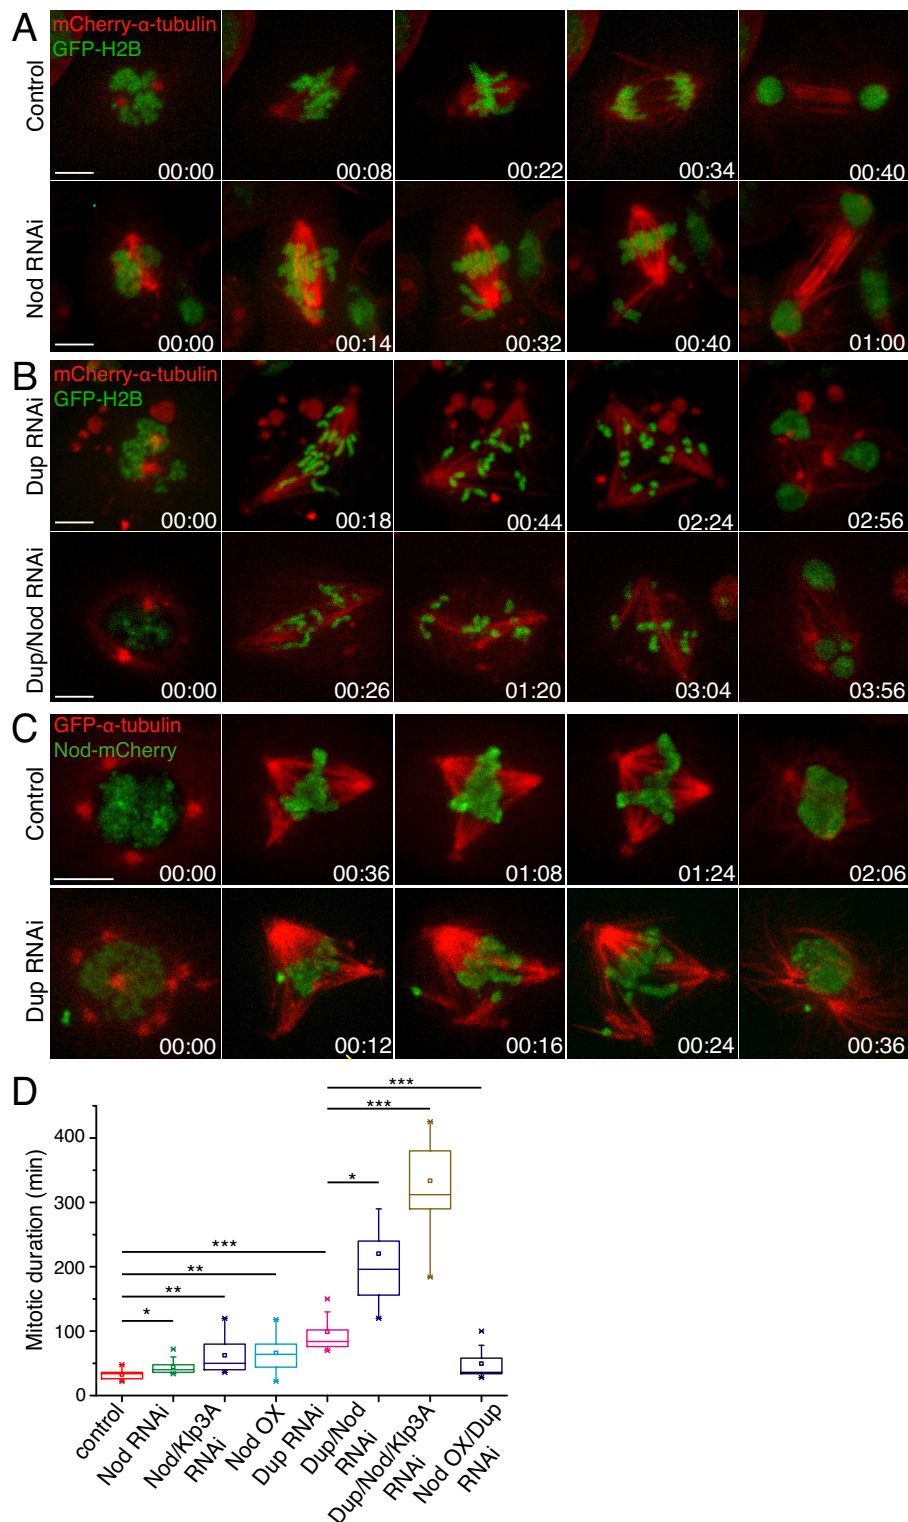 A
mCherry-α-tubulin
GFP-H2B
Control
00:00
00:08
00:22
00:34
00:40
Nod RNAi
00:00
00:14
00:32
00:40
01:00
B
mCherry-α-tubulin
GFP-H2B
Dup RNAi
00:00
00:18
00:44
02:24
02:56
Dup/Nod RNAi
00:00
00:26
01:20
03:04
03:56
C
GFP-α-tubulin
Nod-mCherry
Control
00:00
00:36
01:08
01:24
02:06
Dup RNAi
00:00
00:12
00:16
00:24
00:36
D
Mitotic duration (min)
400
300
200
100
0
***
***
*
***
**
**
*
control
Nod RNAi
Nod/Klp3A
RNAi
Nod OX
Dup RNAi
Dup/Nod
RNAi
Dup/Nod/Klp3A
RNAi
Nod OX/Dup
RNAi